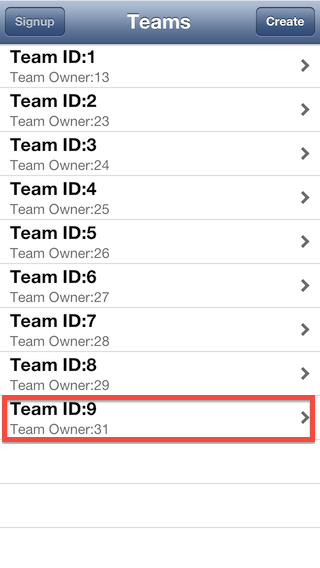 Signup Teams Create
Team ID:1
Team Owner:13
Team ID:2
Team Owner:23
Team ID:3
Team Owner:24
Team ID:4
Team Owner:25
Team ID:5
Team Owner:26
Team ID:6
Team Owner:27
Team ID:7
Team Owner:28
Team ID:8
Team Owner:29
Team ID:9
Team Owner:31